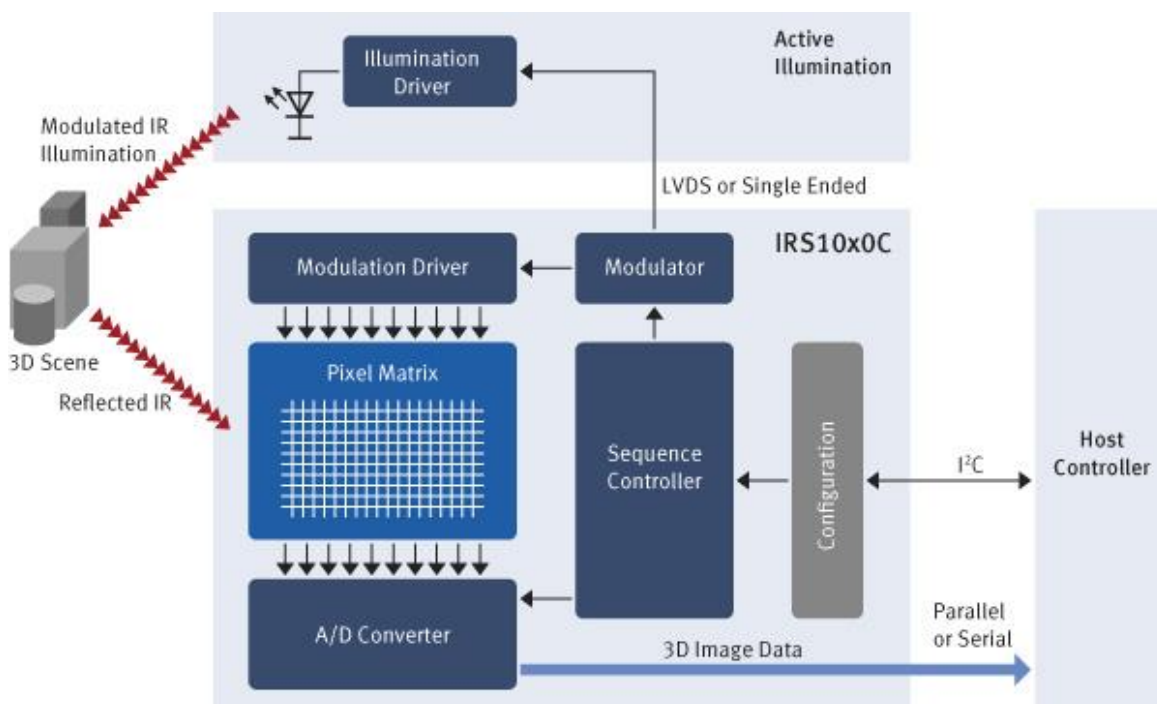 Active
Illumination
Illumination
Driver
Modulated IR
Illumination
LVDS or Single Ended
IRS10x0C
Modulation Driver
Modulator
3D Scene
Reflected IR
Pixel Matrix
Sequence
Controller
Configuration
I²C
Host
Controller
A/D Converter
3D Image Data
Parallel
or Serial